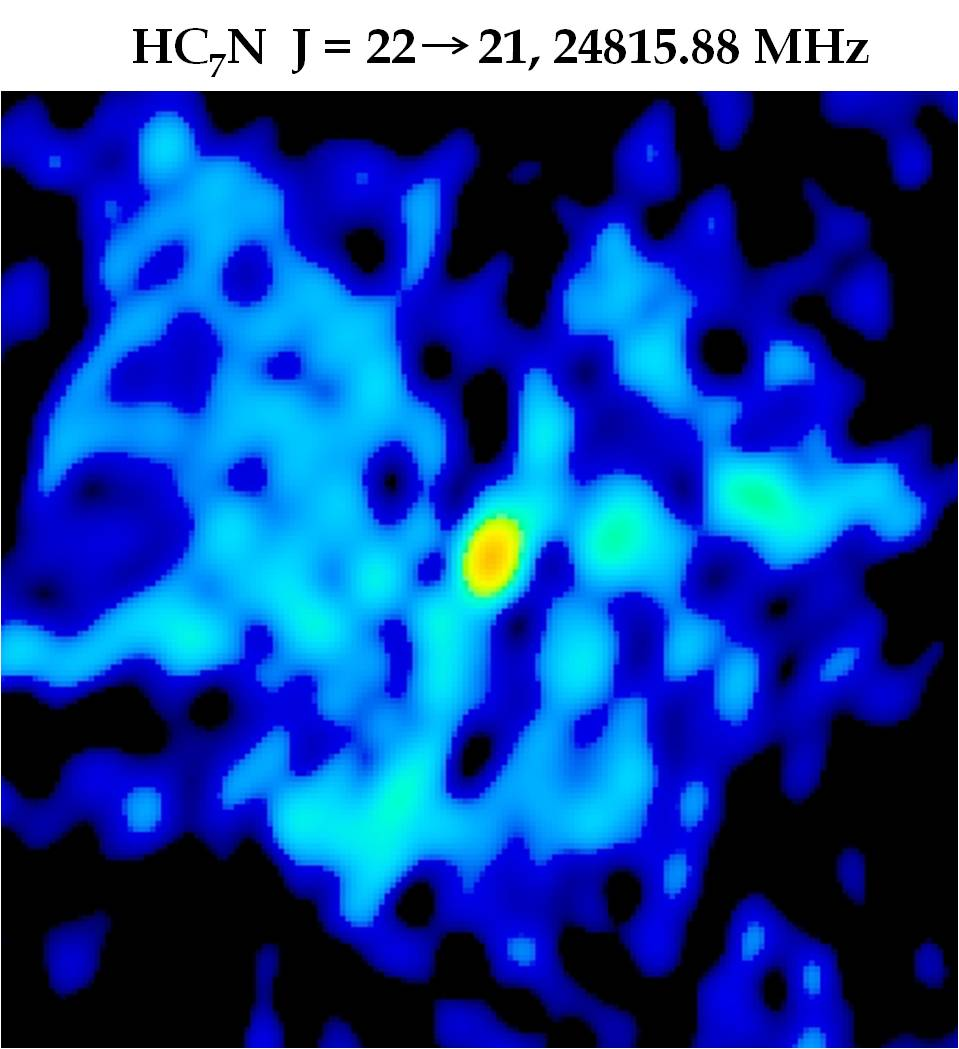 HC₇N J = 22→21, 24815.88 MHz